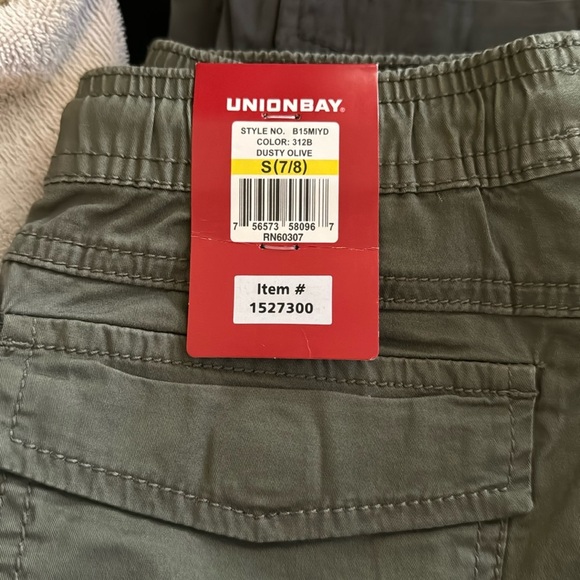 UNIONBAY®
STYLE NO. B15MIYD
COLOR: 312B
DUSTY OLIVE
S(7/8)
7 56573 58096 7
RN60307
Item #
1527300